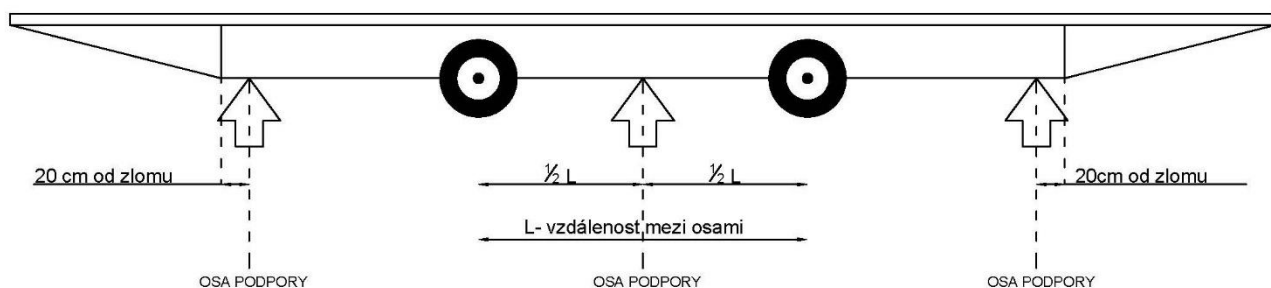 20 cm od zlomu
½ L
½ L
20cm od zlomu
L- vzdálenost mezi osami
OSA PODPORY
OSA PODPORY
OSA PODPORY